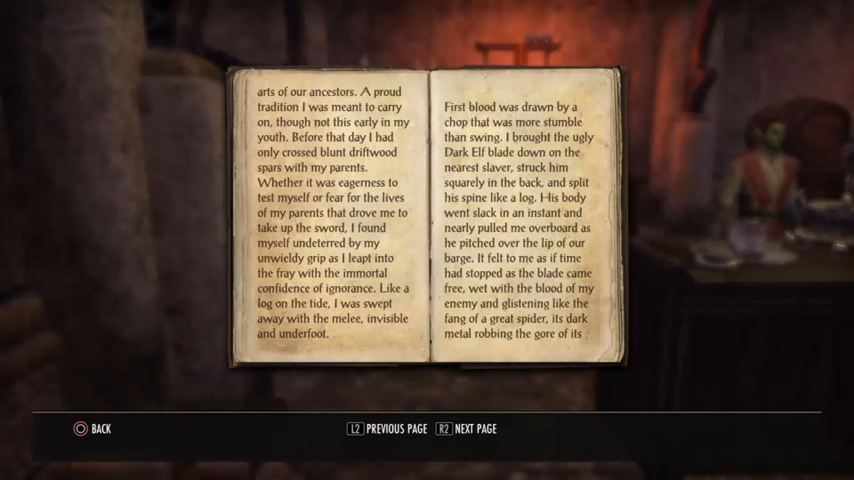 arts of our ancestors. A proud
tradition I was meant to carry
on, though not this early in my
youth. Before that day I had
only crossed blunt driftwood
spars with my parents.
Whether it was eagerness to
test myself or fear for the lives
of my parents that drove me to
take up the sword, I found
myself undeterred by my
unwieldy grip as I leapt into
the fray with the immortal
confidence of ignorance. Like a
log on the tide, I was swept
away with the melee, invisible
and underfoot.
First blood was drawn by a
chop that was more stumble
than swing. I brought the ugly
Dark Elf blade down on the
nearest slaver, struck him
squarely in the back, and split
his spine like a log. His body
went slack in an instant and
nearly pulled me overboard as
he pitched over the lip of our
barge. It felt to me as if time
had stopped as the blade came
free, wet with the blood of my
enemy and glistening like the
fang of a great spider, its dark
metal robbing the gore of its
BACK
L2 PREVIOUS PAGE R2 NEXT PAGE